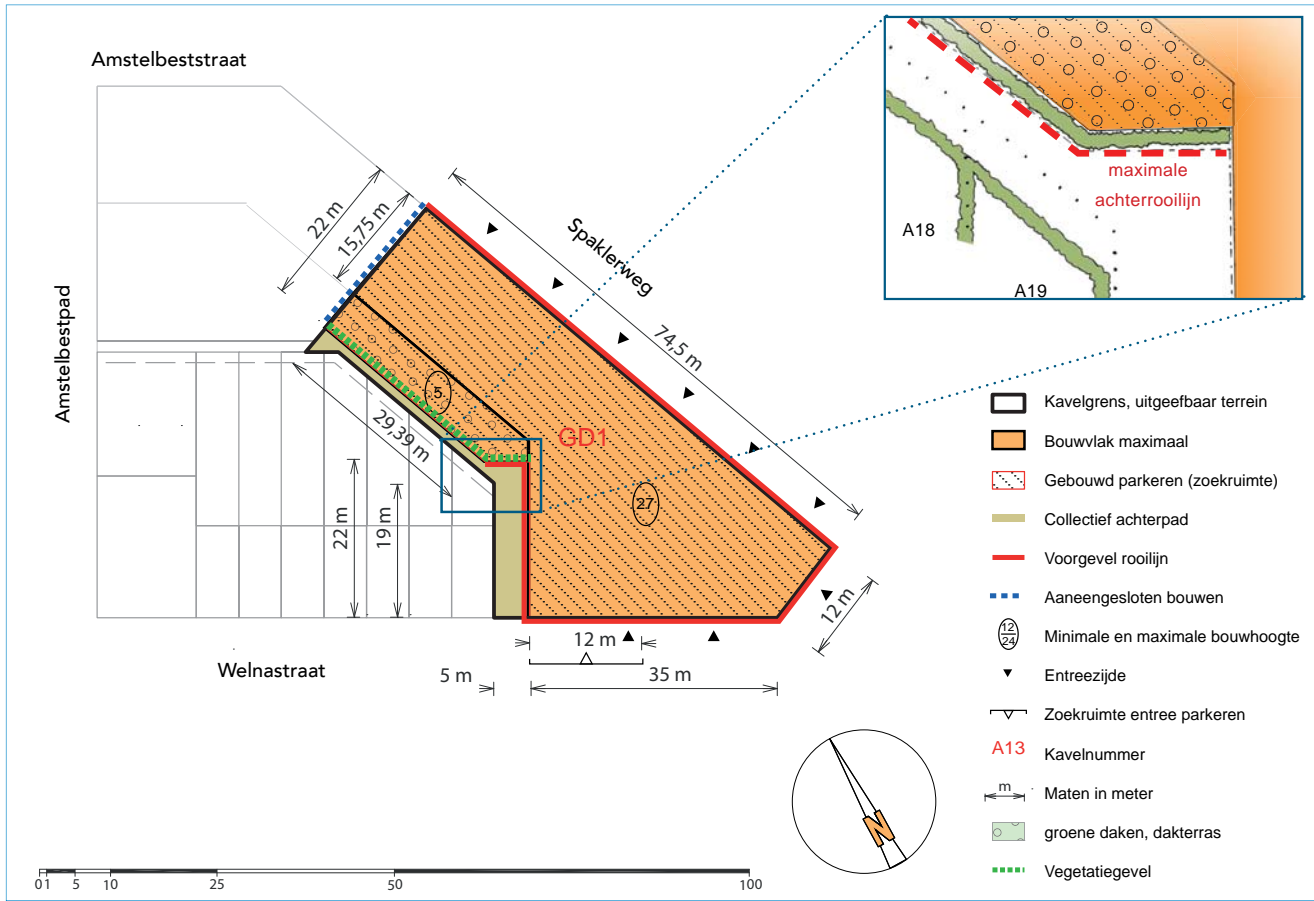 Amstelbeststraat
22 m
15,75 m
Spaklerweg
74,5 m
Amstelbestpad
5
29,39 m
GD1
27
22 m
19 m
12 m
12 m
Welnastraat
5 m
35 m
maximale
achterrooilijn
A18
A19
Kavelgrens, uitgeefbaar terrein
Bouwvlak maximaal
Gebouwd parkeren (zoekruimte)
Collectief achterpad
Voorgevel rooilijn
Aaneengesloten bouwen
12
24
Minimale en maximale bouwhoogte
Entreezijde
Zoekruimte entree parkeren
A13 Kavelnummer
m Maten in meter
groene daken, dakterras
Vegetatiegevel
N
0 1 5 10 25 50 100